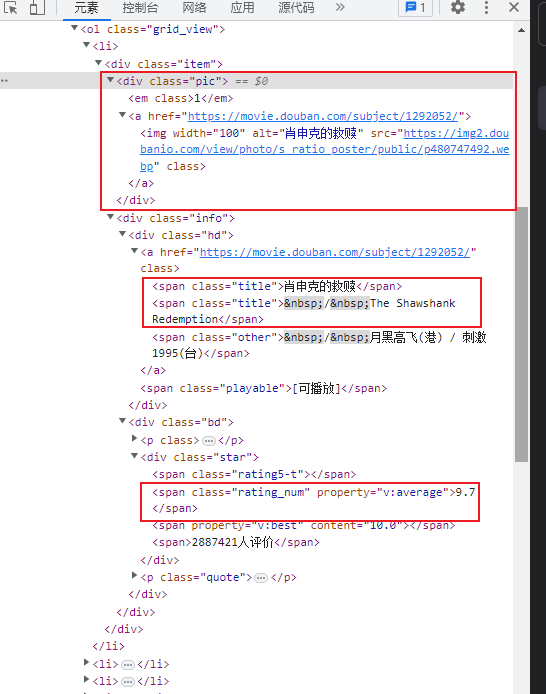 元素 控制台 网络 应用 源代码 » 1
<ol class="grid_view">
<li>
<div class="item">
<div class="pic"> == $0
<em class>1</em>
<a href="https://movie.douban.com/subject/1292052/">
<img width="100" alt="肖申克的救赎" src="https://img2.dou
banio.com/view/photo/s_ratio_poster/public/p480747492.we
bp" class>
</a>
</div>
<div class="info">
<div class="hd">
<a href="https://movie.douban.com/subject/1292052/"
class>
<span class="title">肖申克的救赎</span>
<span class="title">&nbsp;/&nbsp;The Shawshank
Redemption</span>
<span class="other">&nbsp;/&nbsp;月黑高飞(港) / 刺激
1995(台)</span>
</a>
<span class="playable">[可播放]</span>
</div>
<div class="bd">
<p class>…</p>
<div class="star">
<span class="rating5-t"></span>
<span class="rating_num" property="v:average">9.7
</span>
<span property="v:best" content="10.0"></span>
<span>2887421人评价</span>
</div>
<p class="quote">…</p>
</div>
</div>
</div>
</li>
<li>…</li>
<li>…</li>